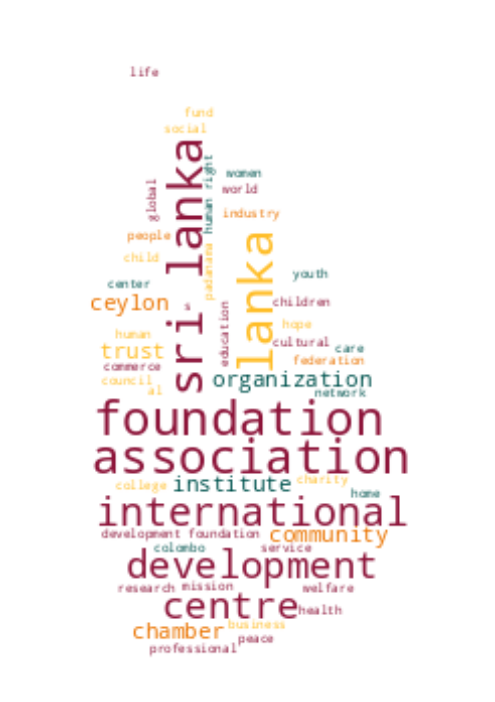 life
fund
social
sri lanka
human right
women
world
global
industry
people
lanka
padanama
child
youth
center
ceylon
s
children
education
hope
human
cultural
trust
care
commerce
federation
council
organization
al
network
foundation
association
college
institute
charity
home
international
development foundation
community
colombo
service
development
research
mission
welfare
centre
health
chamber
business
peace
professional